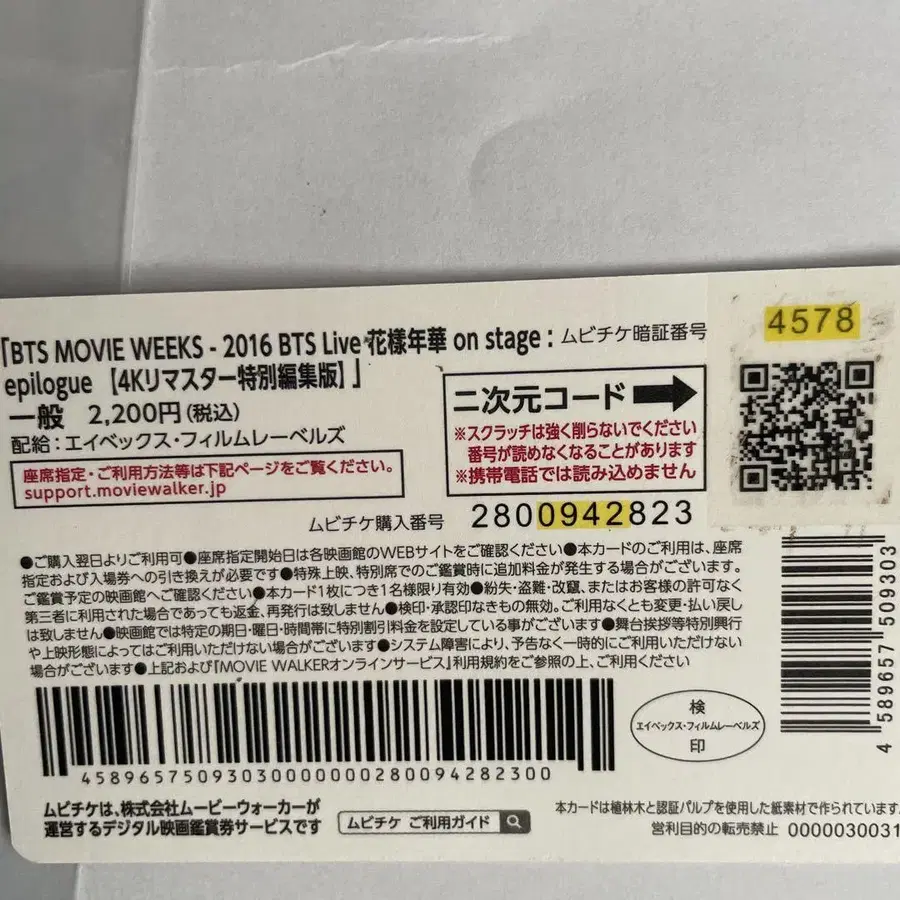 「BTS MOVIE WEEKS - 2016 BTS Live 花樣年華 on stage :
epilogue 【4Kリマスター特別編集版】」
一般 2,200円(税込)
配給:エイベックス・フィルムレーベルズ
座席指定・ご利用方法等は下記ページをご覧ください。
support.moviewalker.jp
ムビチケ暗証番号
4578
二次元コード
※スクラッチは強く削らないでください
番号が読めなくなることがあります
※携帯電話では読み込めません
ムビチケ購入番号 2800942823
●ご購入翌日よりご利用可●座席指定開始日は各映画館のWEBサイトをご確認ください●本カードのご利用は、座席
指定および入場券への引き換えが必要です●特殊上映、特別席でのご鑑賞時に追加料金が発生する場合がございます。
ご鑑賞予定の映画館へご確認ください●本カード1枚につき1名様限り有効●紛失・盗難・改竄、またはお客様の許可なく
第三者に利用された場合であっても返金、再発行は致しません●検印・承認印なきもの無効。ご利用なくとも変更・払い戻し
は致しません●映画館では特定の期日・曜日・時間帯に特別割引料金を設定している事がございます●舞台挨拶等特別興行
や上映形態によってはご利用いただけない場合がございます●システム障害により、予告なく一時的にご利用いただけない
場合がございます●上記および『MOVIE WALKERオンラインサービス』利用規約をご参照の上、ご利用ください
45896575093030000000280094282300
検
エイベックス・フィルムレーベルズ
印
4 589657 509303
ムビチケは、株式会社ムービーウォーカーが
運営するデジタル映画鑑賞券サービスです
ムビチケ ご利用ガイド
本カードは植林木と認証パルプを使用した紙素材で作られています。
営利目的の転売禁止 0000030031